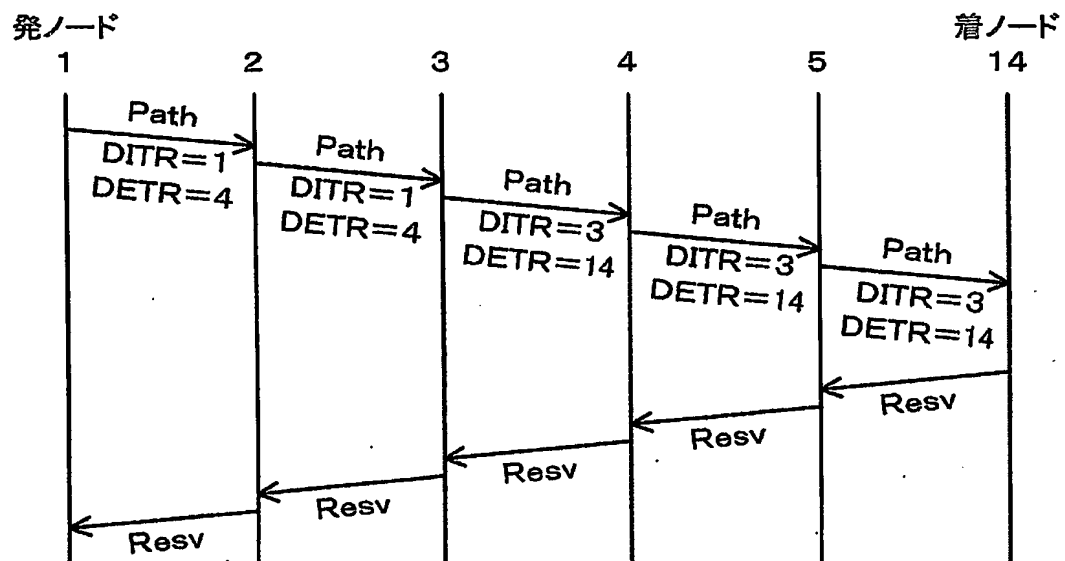 発ノード
着ノード
1 2 3 4 5 14
Path
DITR=1
DETR=4
Path
DITR=1
DETR=4
Path
DITR=3
DETR=14
Path
DITR=3
DETR=14
Path
DITR=3
DETR=14
Resv
Resv
Resv
Resv
Resv